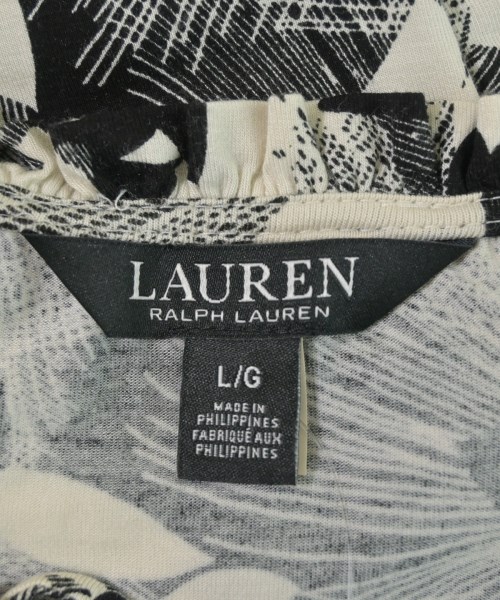 LAUREN
RALPH LAUREN
L/G
MADE IN
PHILIPPINES
FABRIQUÉ AUX
PHILIPPINES